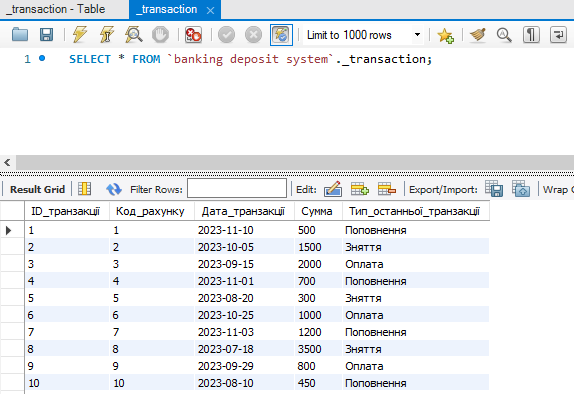 _transaction - Table _transaction
Limit to 1000 rows
1 SELECT * FROM `banking deposit system`._transaction;
Result Grid Filter Rows: Edit: Export/Import: Wrap C
ID_транзакції Код_рахунку Дата_транзакції Сумма Тип_останньої_транзакції
1 1 2023-11-10 500 Поповнення
2 2 2023-10-05 1500 Зняття
3 3 2023-09-15 2000 Оплата
4 4 2023-11-01 700 Поповнення
5 5 2023-08-20 300 Зняття
6 6 2023-10-25 1000 Оплата
7 7 2023-11-03 1200 Поповнення
8 8 2023-07-18 3500 Зняття
9 9 2023-09-29 800 Оплата
10 10 2023-08-10 450 Поповнення